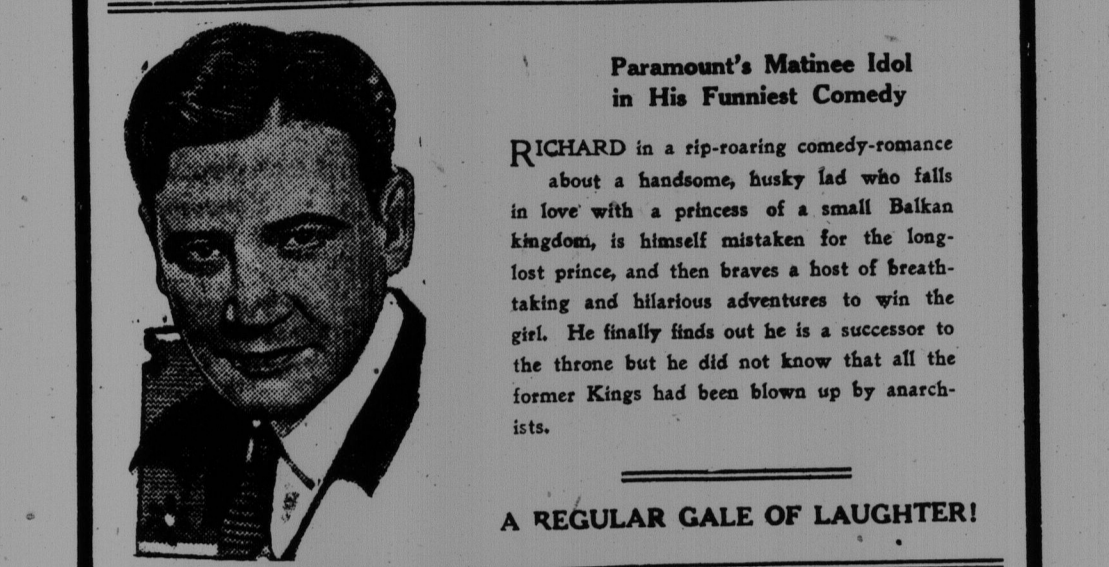 Paramount's Matinee Idol
in His Funniest Comedy
RICHARD in a rip-roaring comedy-romance
about a handsome, husky lad who falls
in love with a princess of a small Balkan
kingdom, is himself mistaken for the long-
lost prince, and then braves a host of breath-
taking and hilarious adventures to win the
girl. He finally finds out he is a successor to
the throne but he did not know that all the
former Kings had been blown up by anarch-
ists.
A REGULAR GALE OF LAUGHTER!